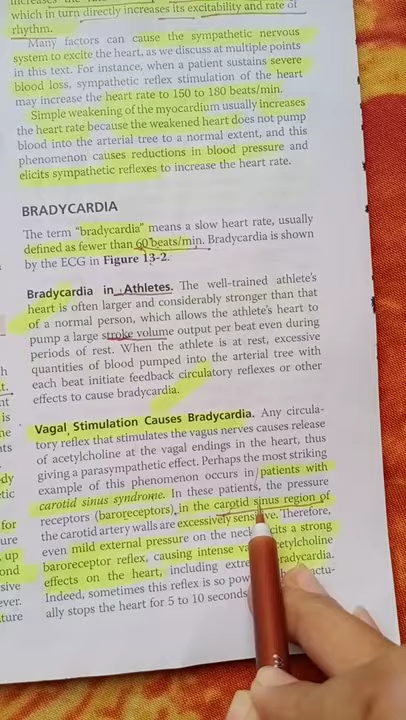 which in turn directly increases its excitability and rate of
rhythm.
Many factors can cause the sympathetic nervous
system to excite the heart, as we discuss at multiple points
in this text. For instance, when a patient sustains severe
blood loss, sympathetic reflex stimulation of the heart
may increase the heart rate to 150 to 180 beats/min.
Simple weakening of the myocardium usually increases
the heart rate because the weakened heart does not pump
blood into the arterial tree to a normal extent, and this
phenomenon causes reductions in blood pressure and
elicits sympathetic reflexes to increase the heart rate.
BRADYCARDIA
The term “bradycardia” means a slow heart rate, usually
defined as fewer than 60 beats/min. Bradycardia is shown
by the ECG in Figure 13-2.
Bradycardia in Athletes. The well-trained athlete’s
heart is often larger and considerably stronger than that
of a normal person, which allows the athlete’s heart to
pump a large stroke volume output per beat even during
periods of rest. When the athlete is at rest, excessive
quantities of blood pumped into the arterial tree with
each beat initiate feedback circulatory reflexes or other
effects to cause bradycardia.
Vagal Stimulation Causes Bradycardia. Any circula-
tory reflex that stimulates the vagus nerves causes release
of acetylcholine at the vagal endings in the heart, thus
giving a parasympathetic effect. Perhaps the most striking
example of this phenomenon occurs in patients with
carotid sinus syndrome. In these patients, the pressure
receptors (baroreceptors) in the carotid sinus region of
the carotid artery walls are excessively Therefore,
even mild external pressure on the a strong
baroreceptor reflex, causing intense
effects on the heart, including
Indeed, sometimes this reflex is so
ally stops the heart for 5 to 10 seconds